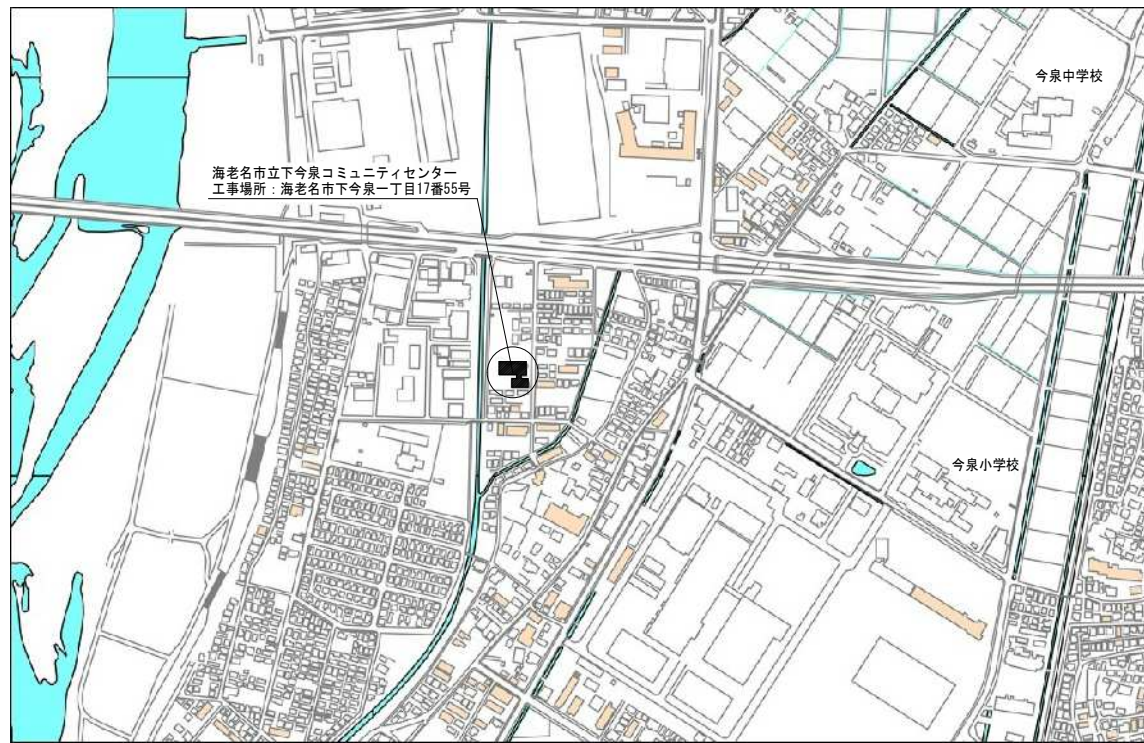 今泉中学校
海老名市立下今泉コミュニティセンター
工事場所：海老名市下今泉一丁目17番55号
今泉小学校